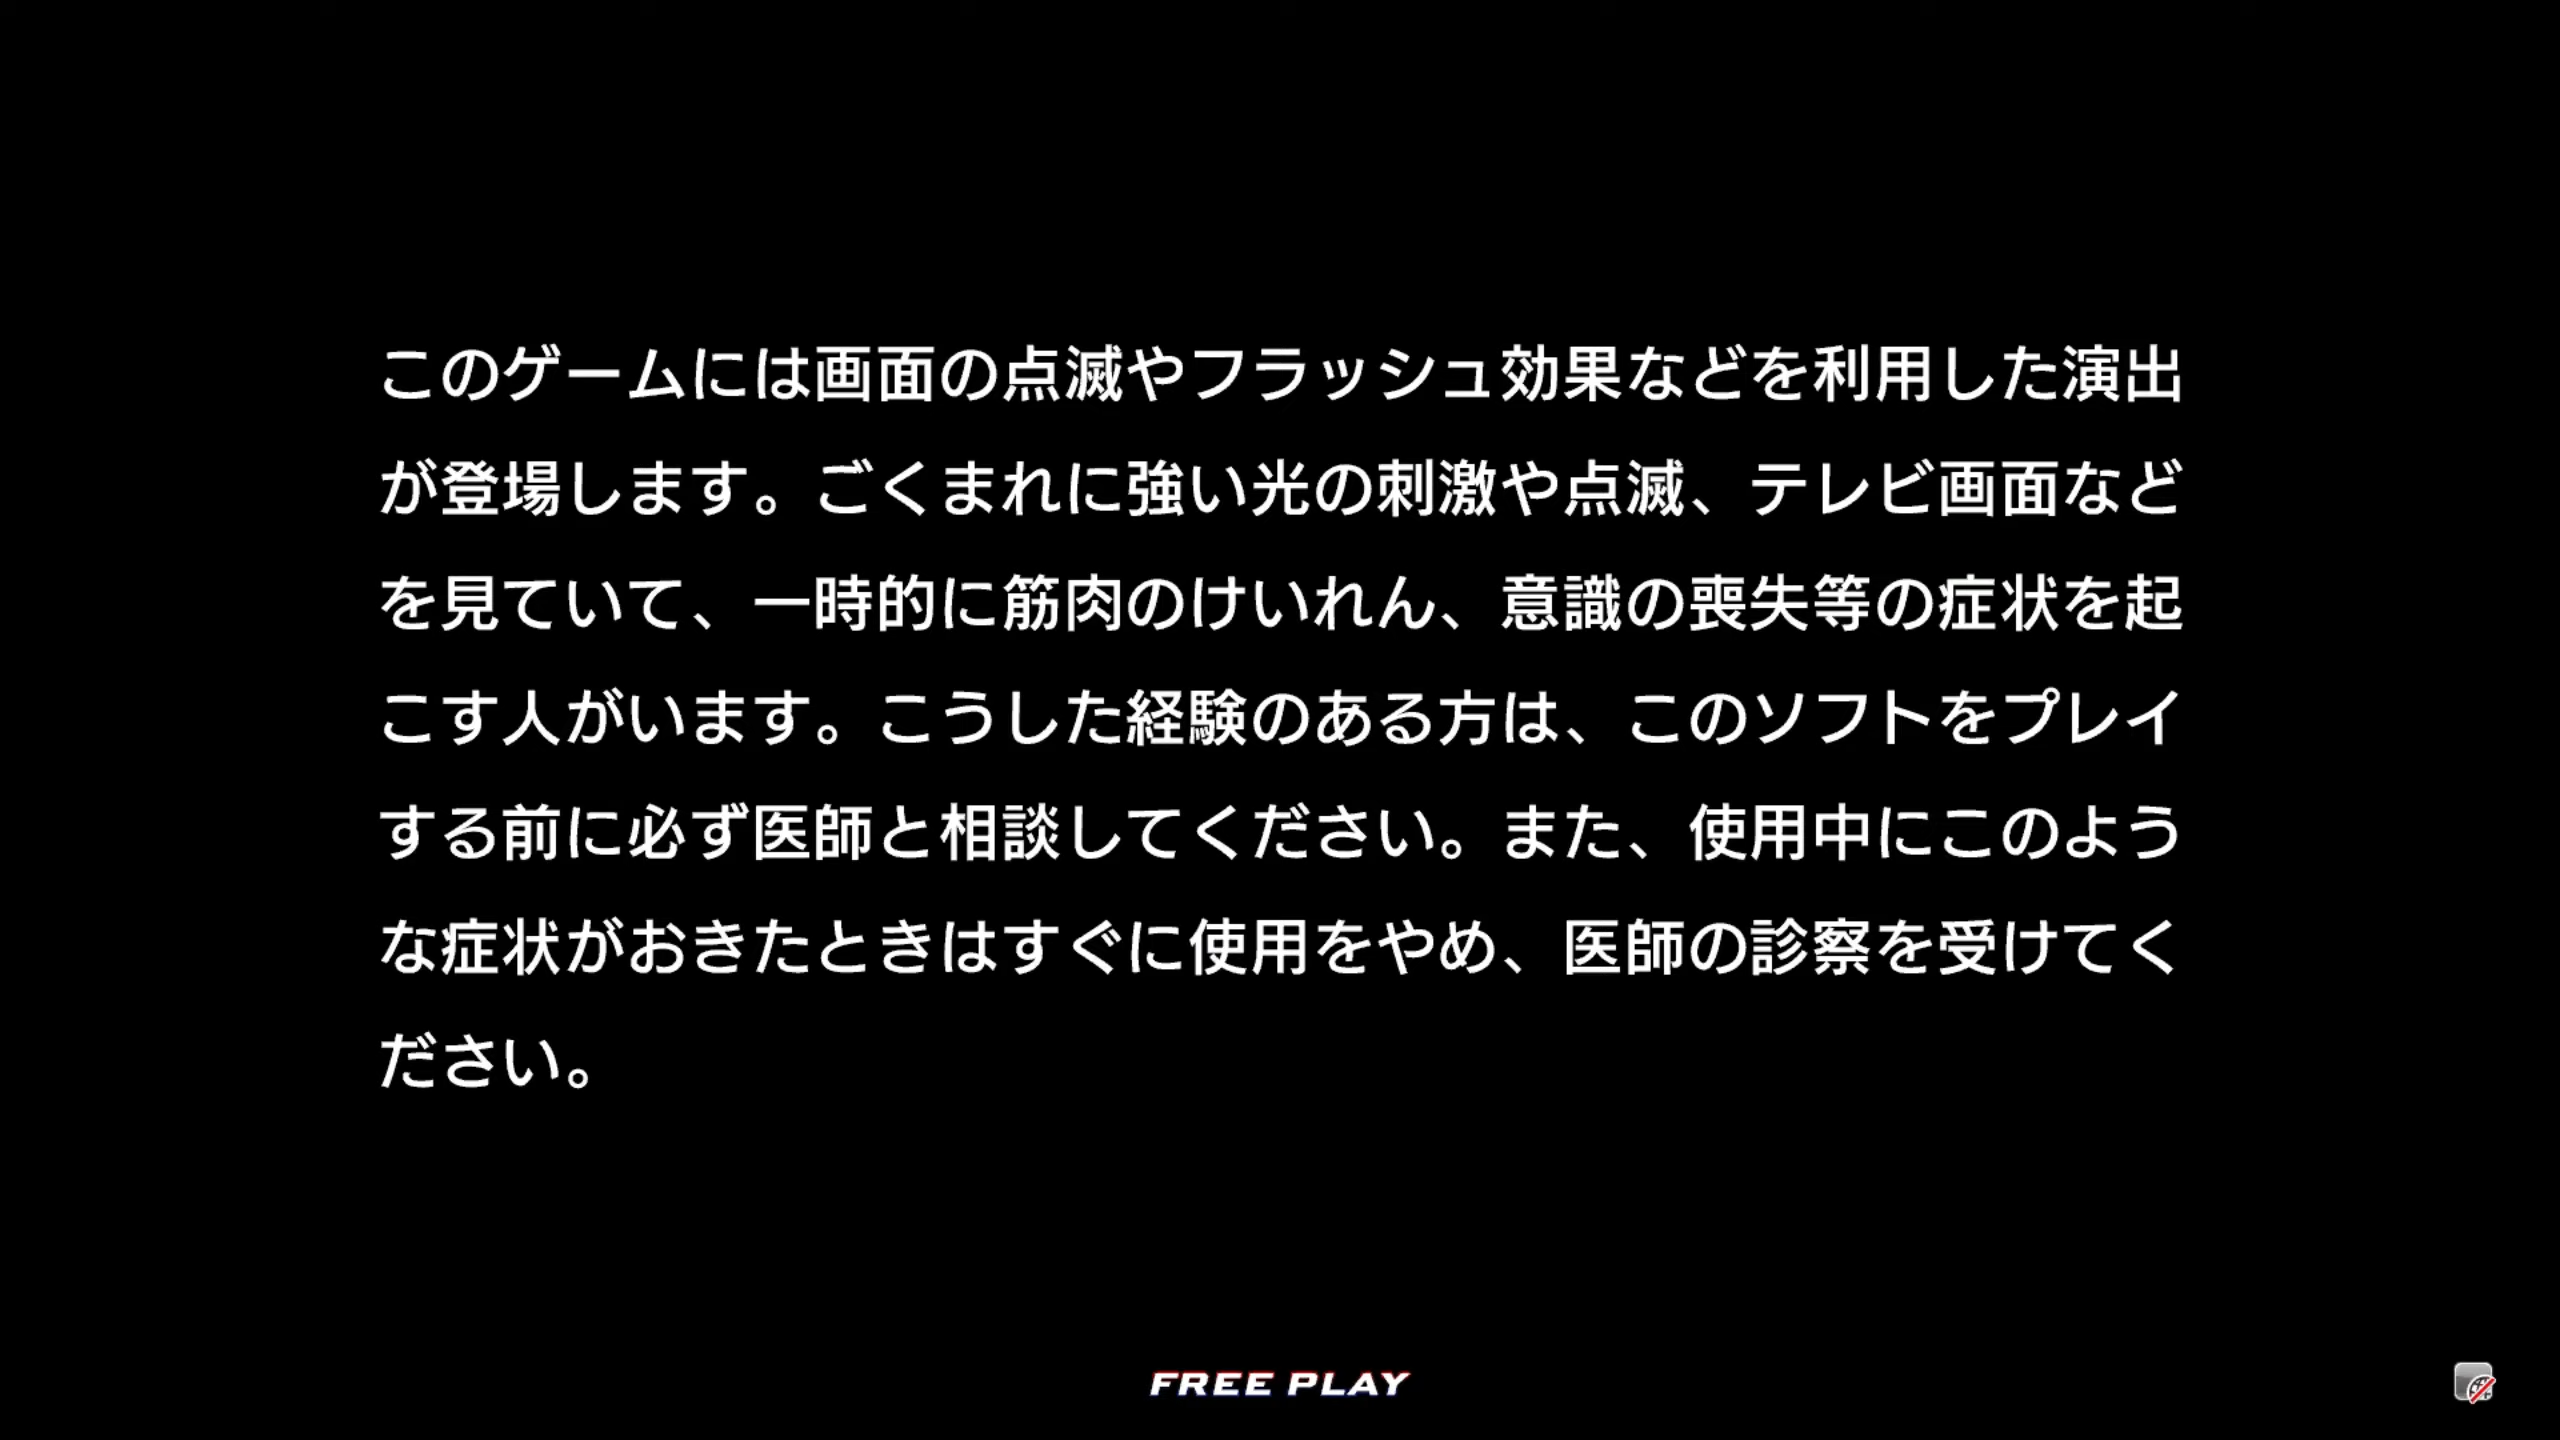 このゲームには画面の点滅やフラッシュ効果などを利用した演出
が登場します。ごくまれに強い光の刺激や点滅、テレビ画面など
を見ていて、一時的に筋肉のけいれん、意識の喪失等の症状を起
こす人がいます。こうした経験のある方は、このソフトをプレイ
する前に必ず医師と相談してください。また、使用中にこのよう
な症状がおきたときはすぐに使用をやめ、医師の診察を受けてく
ださい。
FREE PLAY